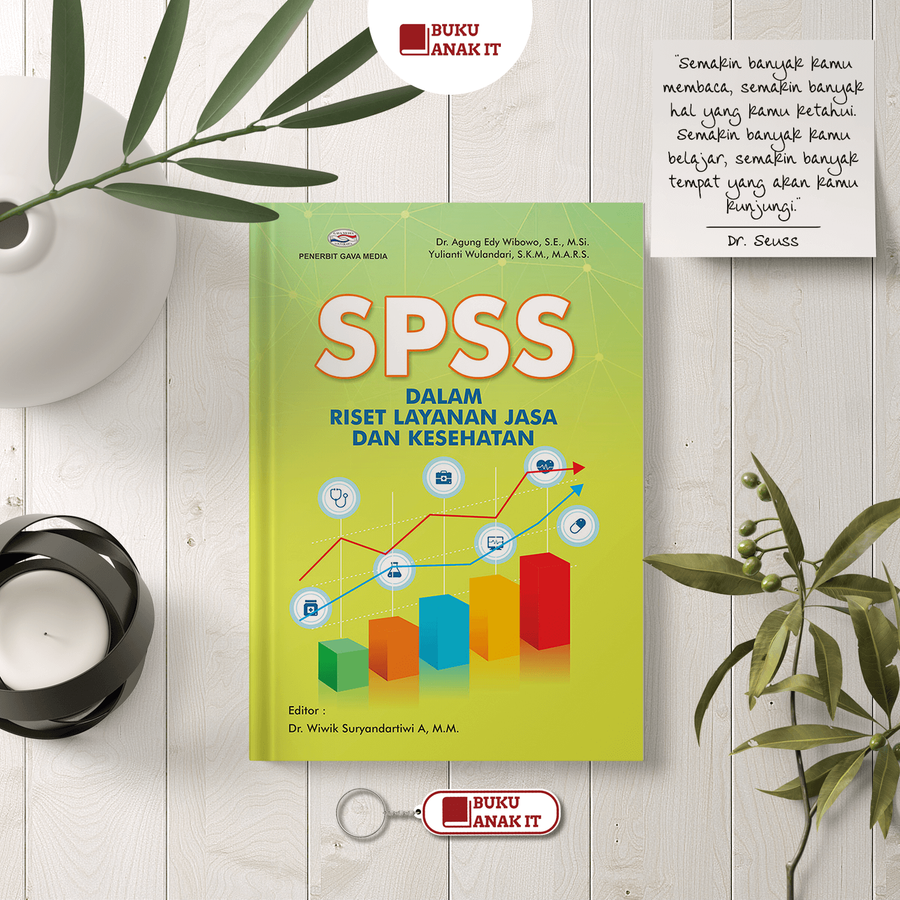 BUKU
ANAK IT
"Semakin banyak kamu
membaca, semakin banyak
hal yang kamu ketahui.
Semakin banyak kamu
belajar, semakin banyak
tempat yang akan kamu
kunjungi."
Dr. Seuss
PENERBIT GAVA MEDIA
Dr. Agung Edy Wibowo, S.E., M.Si.
Yulianti Wulandari, S.K.M., M.A.R.S.
SPSS
DALAM
RISET LAYANAN JASA
DAN KESEHATAN
Editor :
Dr. Wiwik Suryandartiwi A, M.M.
BUKU
ANAK IT